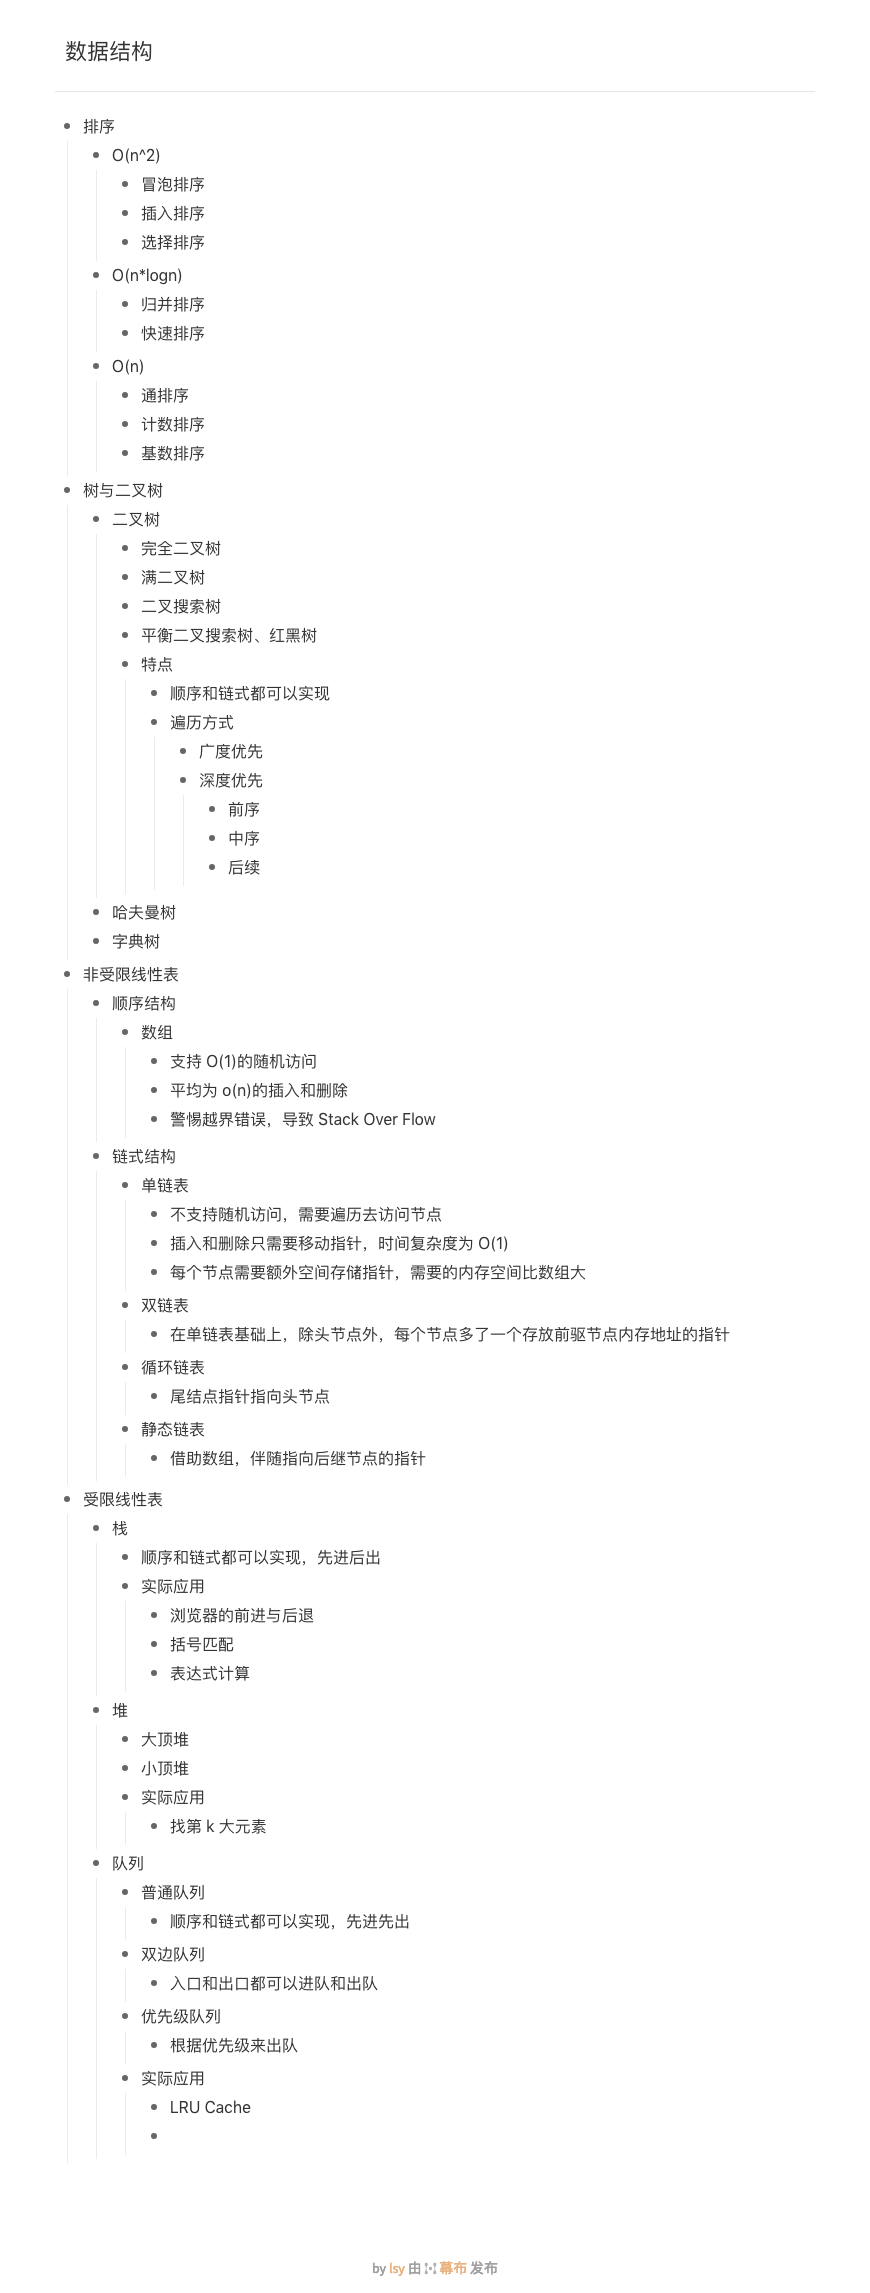 数据结构
排序
O(n^2)
冒泡排序
插入排序
选择排序
O(n*logn)
归并排序
快速排序
O(n)
通排序
计数排序
基数排序
树与二叉树
二叉树
完全二叉树
满二叉树
二叉搜索树
平衡二叉搜索树、红黑树
特点
顺序和链式都可以实现
遍历方式
广度优先
深度优先
前序
中序
后续
哈夫曼树
字典树
非受限线性表
顺序结构
数组
支持 O(1)的随机访问
平均为 o(n)的插入和删除
警惕越界错误，导致 Stack Over Flow
链式结构
单链表
不支持随机访问，需要遍历去访问节点
插入和删除只需要移动指针，时间复杂度为 O(1)
每个节点需要额外空间存储指针，需要的内存空间比数组大
双链表
在单链表基础上，除头节点外，每个节点多了一个存放前驱节点内存地址的指针
循环链表
尾结点指针指向头节点
静态链表
借助数组，伴随指向后继节点的指针
受限线性表
栈
顺序和链式都可以实现，先进后出
实际应用
浏览器的前进与后退
括号匹配
表达式计算
堆
大顶堆
小顶堆
实际应用
找第 k 大元素
队列
普通队列
顺序和链式都可以实现，先进先出
双边队列
入口和出口都可以进队和出队
优先级队列
根据优先级来出队
实际应用
LRU Cache
by lsy 由 幕布 发布